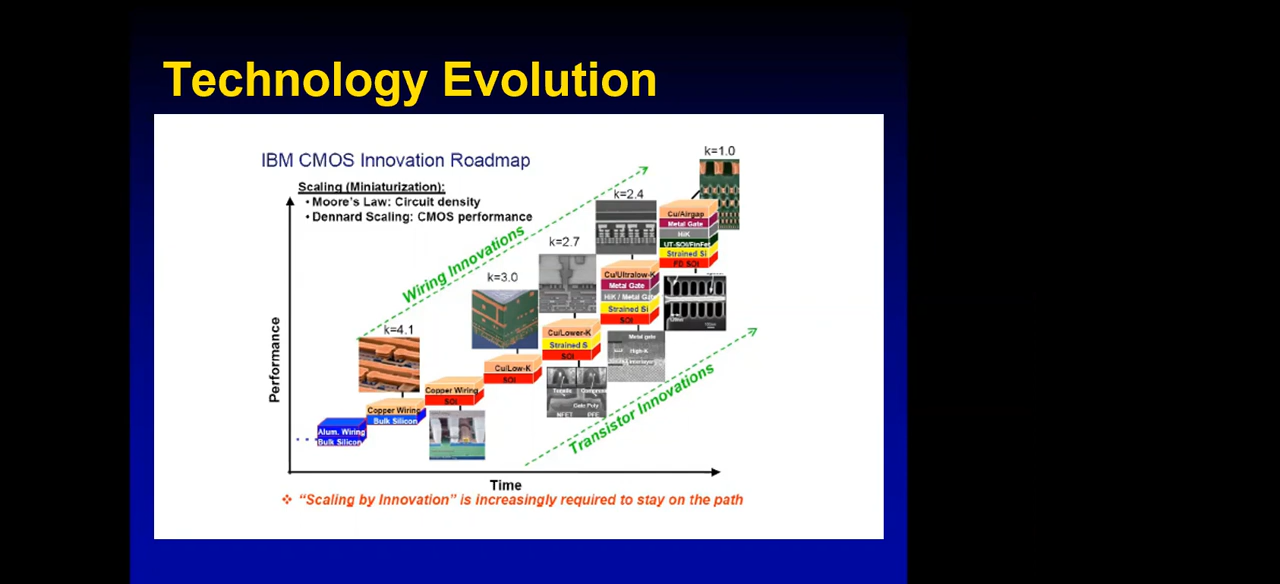 Technology Evolution
IBM CMOS Innovation Roadmap
Scaling (Miniaturization):
• Moore's Law: Circuit density
• Dennard Scaling: CMOS performance
Wiring Innovations
k=1.0
k=2.4
k=2.7
k=3.0
k=4.1
Cu/Airgap
Metal Gate
HiK
UT-SOI/FinFet
Strained Si
FD SOI
Cu/Ultralow-K
Metal Gate
HiK / Metal Gate
Strained Si
SOI
Cu/Lower-K
Strained S
SOI
Cu/Low-K
SOI
Copper Wiring
SOI
Copper Wiring
Bulk Silicon
Alum. Wiring
Bulk Silicon
Metal gate
High-K
Tensile
Gate Poly
NFET PFE
Transistor Innovations
Performance
Time
❖ “Scaling by Innovation” is increasingly required to stay on the path